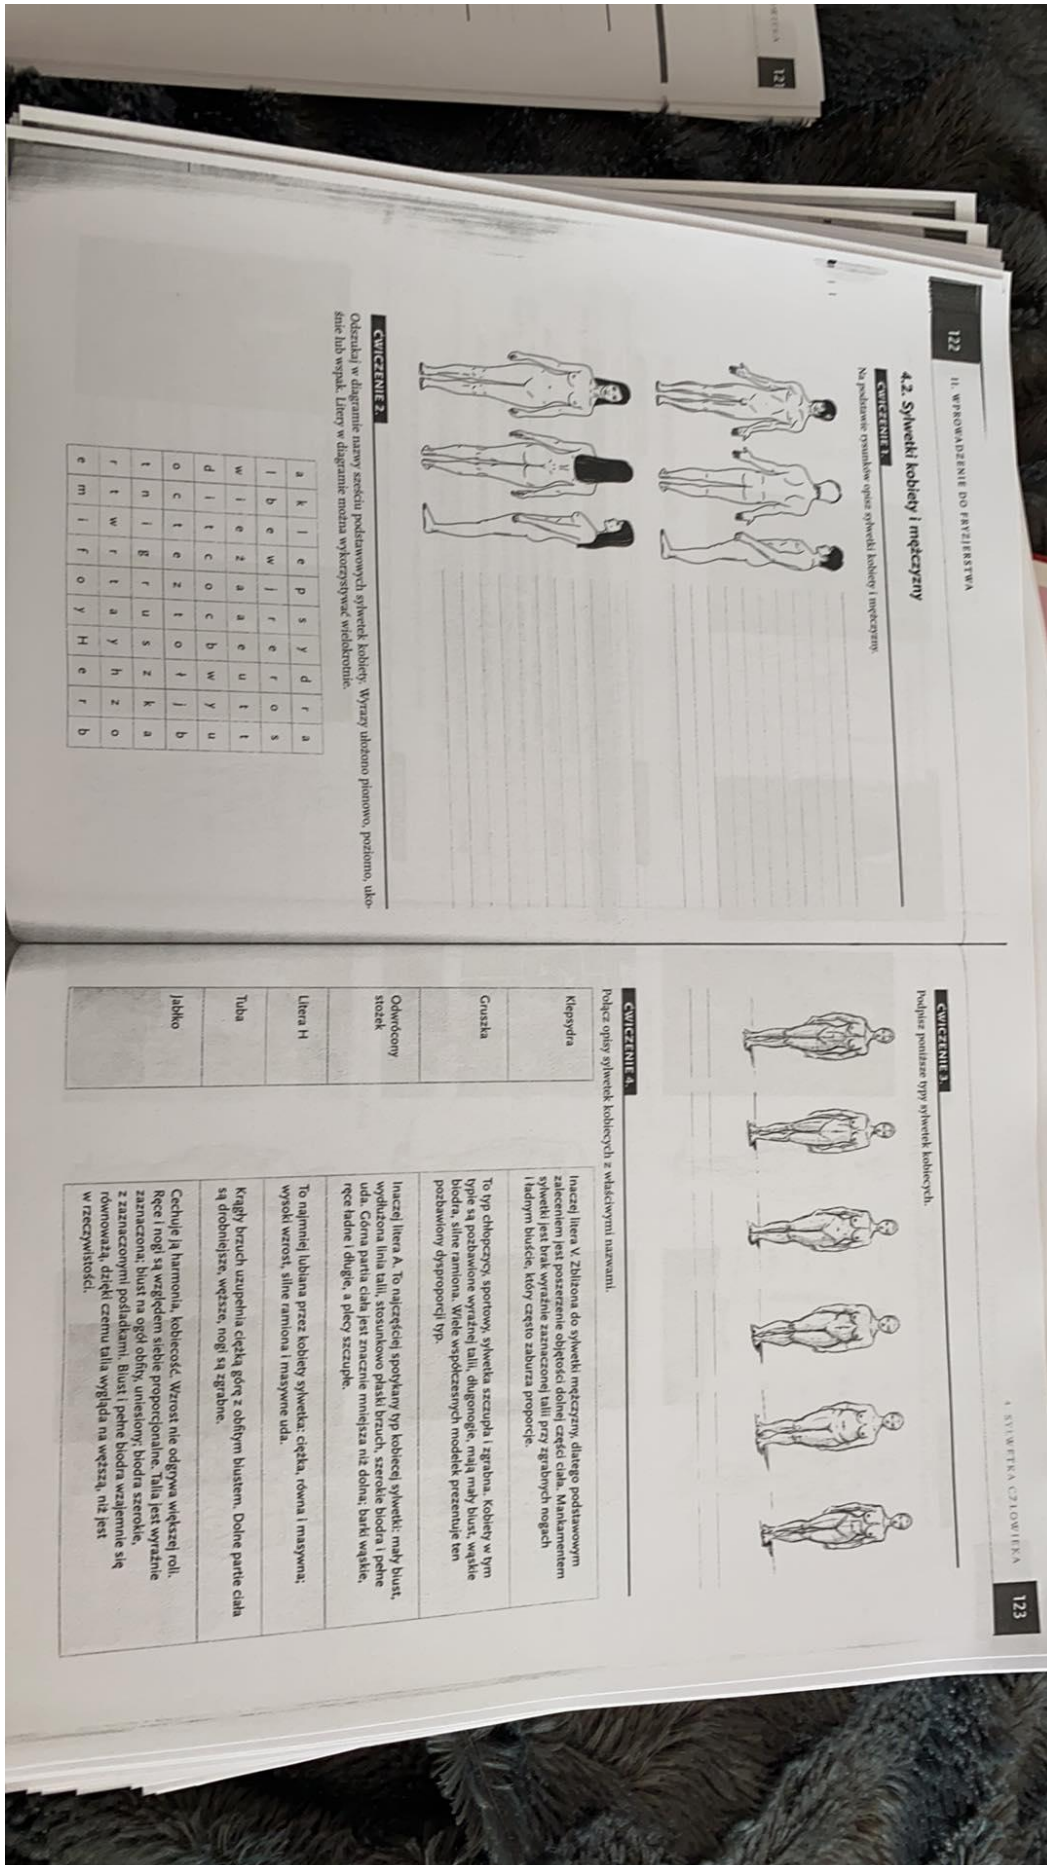 121
122
II. WPROWADZENIE DO FRYZJERSTWA
4.2. Sylwetki kobiety i mężczyzny
ĆWICZENIE 1.
Na podstawie rysunków opisz sylwetki kobiety i mężczyzny.
ĆWICZENIE 2.
Odszukaj w diagramie nazwy sześciu podstawowych sylwetek kobiety. Wyrazy ułożono pionowo, poziomo, uko-
śnie lub wspak. Litery w diagramie można wykorzystywać wielokrotnie.
a k l e p s y d r a
l b e w j r e r o s
w i e ż a a e u t t
d i t c o c b w y u
o c t e z t o ł j b
t n i g r u s z k a
r t w r t a y h z o
e m i f o y H e r b
4. SYLWETKA CZŁOWIEKA
123
ĆWICZENIE 3.
Podpisz poniższe typy sylwetek kobiecych.
ĆWICZENIE 4.
Połącz opisy sylwetek kobiecych z właściwymi nazwami.
Klepsydra
Gruszka
Odwrócony
stożek
Litera H
Tuba
Jabłko
Inaczej litera V. Zbliżona do sylwetki mężczyzny, dlatego podstawowym
zaleceniem jest poszerzenie objętości dolnej części ciała. Mankamentem
sylwetki jest brak wyraźnie zaznaczonej talii przy zgrabnych nogach
i ładnym biuście, który często zaburza proporcje.
To typ chłopczycy, sportowy, sylwetka szczupła i zgrabna. Kobiety w tym
typie są pozbawione wyraźnej talii, długonogie, mają mały biust, wąskie
biodra, silne ramiona. Wiele współczesnych modelek prezentuje ten
pozbawiony dysproporcji typ.
Inaczej litera A. To najczęściej spotykany typ kobiecej sylwetki: mały biust,
wydłużona linia talii, stosunkowo płaski brzuch, szerokie biodra i pełne
uda. Górna partia ciała jest znacznie mniejsza niż dolna; barki wąskie,
ręce ładne i długie, a plecy szczupłe.
To najmniej lubiana przez kobiety sylwetka: ciężka, równa i masywna;
wysoki wzrost, silne ramiona i masywne uda.
Krągły brzuch uzupełnia ciężką górę z obfitym biustem. Dolne partie ciała
są drobniejsze, węższe, nogi są zgrabne.
Cechuje ją harmonia, kobiecość. Wzrost nie odgrywa większej roli.
Ręce i nogi są względem siebie proporcjonalne. Talia jest wyraźnie
zaznaczona; biust na ogół obfity, uniesiony; biodra szerokie,
z zaznaczonymi pośladkami. Biust i pełne biodra wzajemnie się
równoważą, dzięki czemu talia wygląda na węższą, niż jest
w rzeczywistości.